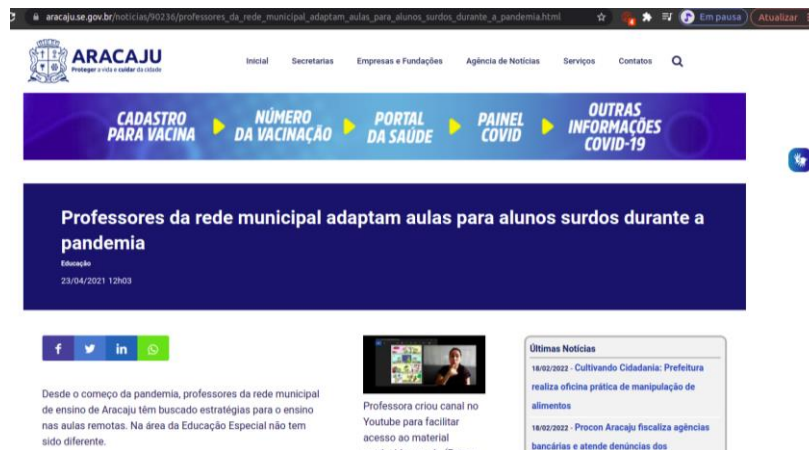 aracaju.se.gov.br/noticias/90236/professores_da_rede_municipal_adaptam_aulas_para_alunos_surdos_durante_a_pandemia.html
Em pausa
Atualizar
ARACAJU
Proteger a vida e cuidar da cidade
Inicial Secretarias Empresas e Fundações Agência de Notícias Serviços Contatos
CADASTRO
PARA VACINA
NÚMERO
DA VACINAÇÃO
PORTAL
DA SAÚDE
PAINEL
COVID
OUTRAS
INFORMAÇÕES
COVID-19
Professores da rede municipal adaptam aulas para alunos surdos durante a
pandemia
Educação
23/04/2021 12h03
Desde o começo da pandemia, professores da rede municipal
de ensino de Aracaju têm buscado estratégias para o ensino
nas aulas remotas. Na área da Educação Especial não tem
sido diferente.
Professora criou canal no
Youtube para facilitar
acesso ao material
Últimas Notícias
18/02/2022 - Cultivando Cidadania: Prefeitura
realiza oficina prática de manipulação de
alimentos
18/02/2022 - Procon Aracaju fiscaliza agências
bancárias e atende denúncias dos